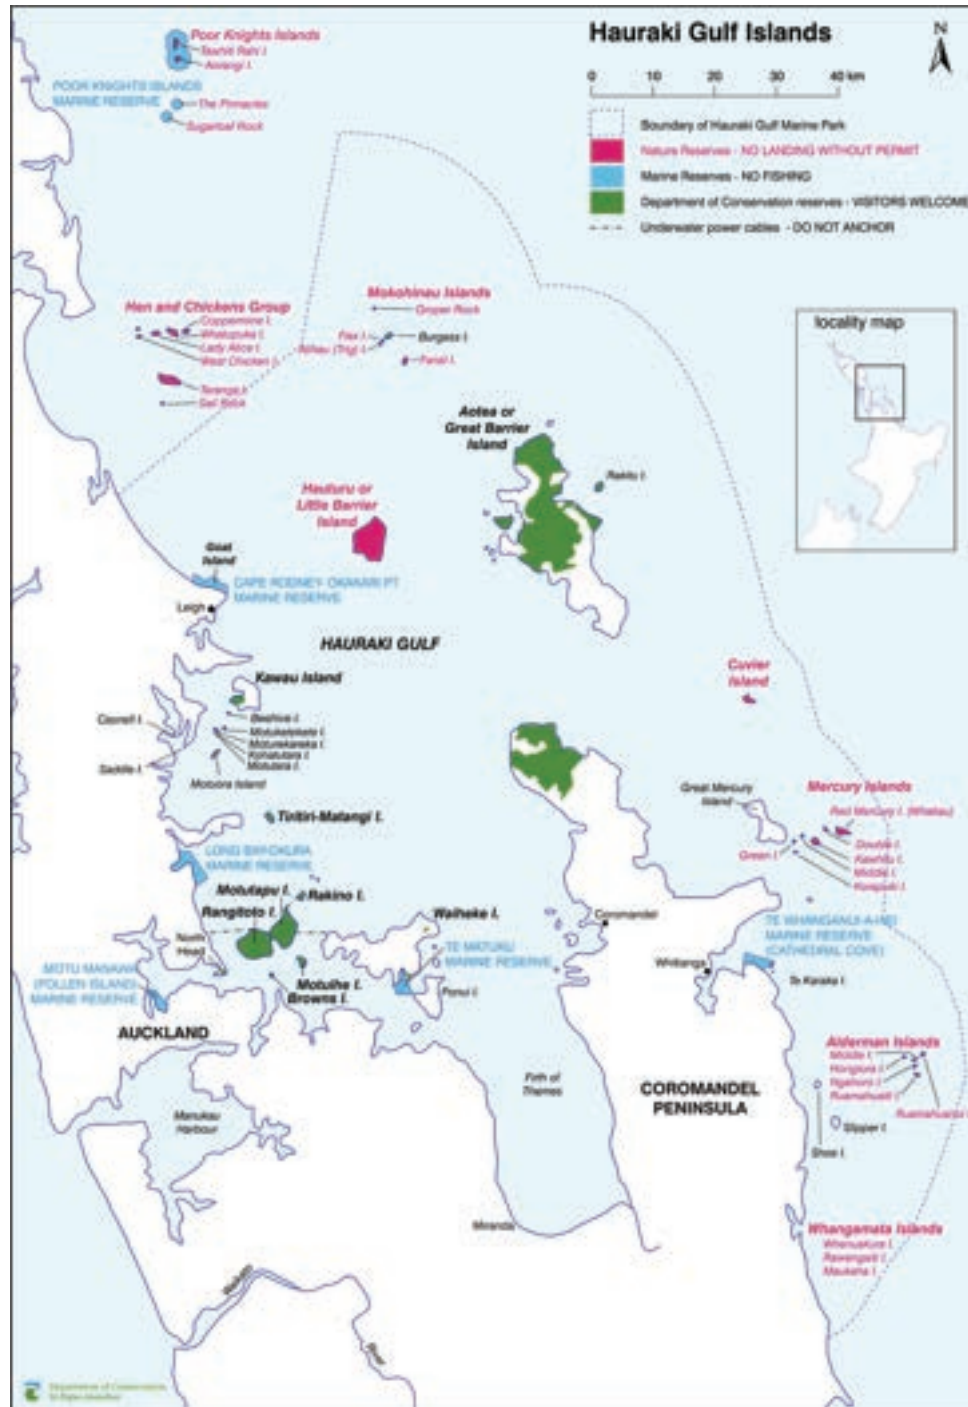 Hauraki Gulf Islands
N
0 10 20 30 40 km
Boundary of Hauraki Gulf Marine Park
Nature Reserves - NO LANDING WITHOUT PERMIT
Marine Reserves - NO FISHING
Department of Conservation reserves - VISITORS WELCOME
Underwater power cables - DO NOT ANCHOR
Poor Knights Islands
POOR KNIGHTS ISLANDS
MARINE RESERVE
The Pinnacles
Sugarloaf Rock
Hen and Chickens Group
Coppermine I.
Whatupuke I.
Lady Alice I.
West Chicken I.
Taranga I.
Sail Rock
Mokohinau Islands
Groper Rock
Flax I.
Burgess I.
(Trig) I.
Fanal I.
locality map
Aotea or
Great Barrier
Island
Rakitu I.
Hauturu or
Little Barrier
Island
Goat
Island
CAPE RODNEY- OKAKARI PT
MARINE RESERVE
Leigh
HAURAKI GULF
Kawau Island
Beehive I.
Motuketekete I.
Moturekareka I.
Kohatutara I.
Motutara I.
Casnell I.
Saddle I.
Motuora Island
Cuvier
Island
Tiritiri-Matangi I.
Great Mercury
Island
Mercury Islands
Red Mercury I. (Whakau)
Double I.
Kawhitu I.
Middle I.
Korapuki I.
Green I.
LONG BAY-OKURA
MARINE RESERVE
Motutapu I.
Rakino I.
Rangitoto I.
Waiheke I.
North
Head
Coromandel
TE WHANGANUI-A-HEI
MARINE RESERVE
(CATHEDRAL COVE)
TE MATUKU
MARINE RESERVE
MOTU MANAWA
(POLLEN ISLAND)
MARINE RESERVE
Motuihe I.
Browns I.
Ponui I.
Whitianga
Te Karaka I.
AUCKLAND
Alderman Islands
Middle I.
Hongiora I.
Ngahoro I.
Ruamahuaiti I.
Ruamahuanui I.
Firth of
Thames
COROMANDEL
PENINSULA
Manukau
Harbour
Slipper I.
Shoe I.
Miranda
Whangamata Islands
Whenuakura I.
Rawengaiti I.
Maukaha I.
Waikato
River
Department of Conservation
Te Papa Atawhai